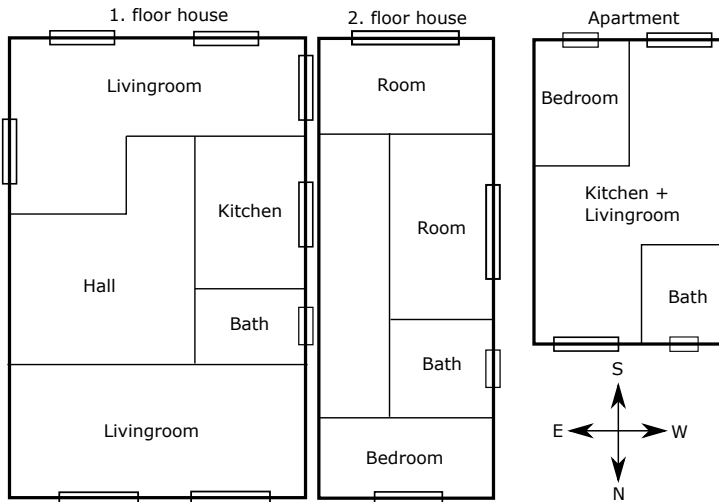 1. floor house
2. floor house
Apartment
Livingroom
Kitchen
Hall
Bath
Livingroom
Room
Room
Bath
Bedroom
Bedroom
Kitchen +
Livingroom
Bath
S
E
W
N